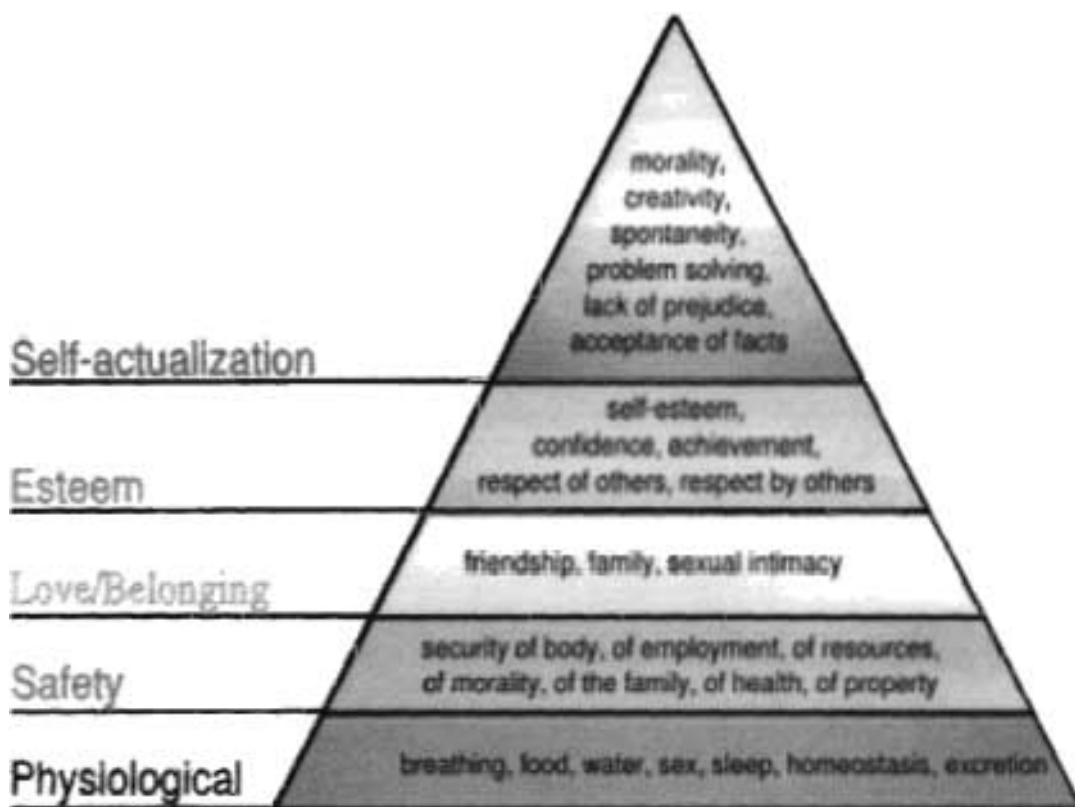 morality,
creativity,
spontaneity,
problem solving,
lack of prejudice,
acceptance of facts
Self-actualization
self-esteem,
confidence, achievement,
respect of others, respect by others
Esteem
friendship, family, sexual intimacy
Love/Belonging
security of body, of employment, of resources,
of morality, of the family, of health, of property
Safety
breathing, food, water, sex, sleep, homeostasis, excretion
Physiological